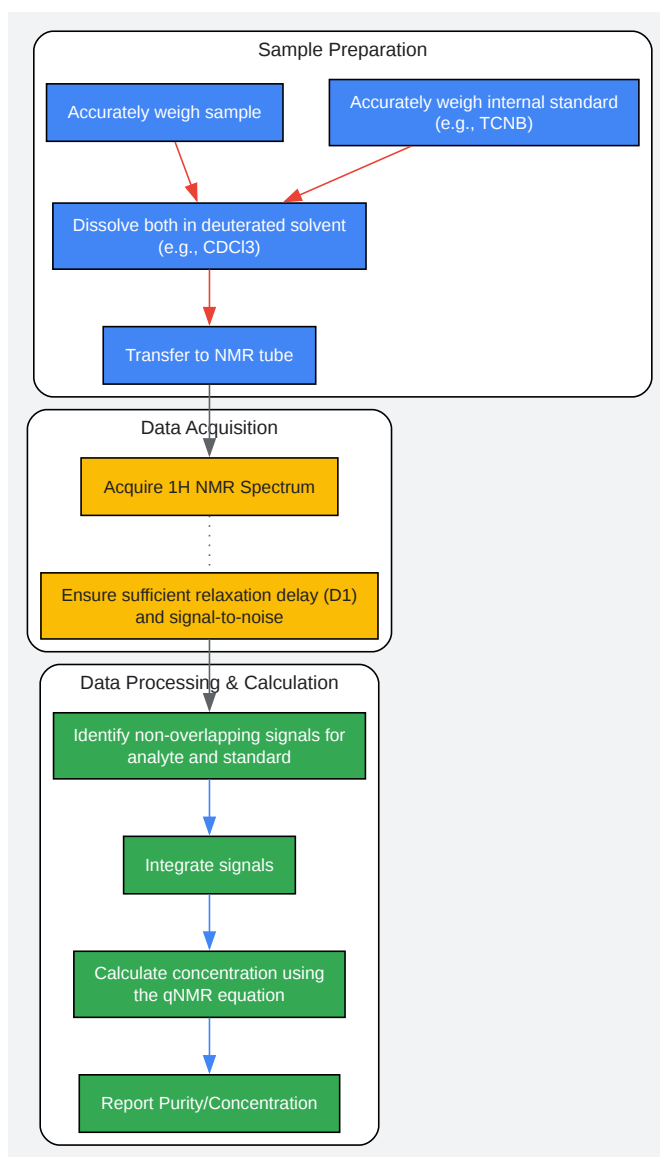 Sample Preparation
Accurately weigh sample
Accurately weigh internal standard
(e.g., TCNB)
Dissolve both in deuterated solvent
(e.g., CDCl3)
Transfer to NMR tube
Data Acquisition
Acquire 1H NMR Spectrum
Ensure sufficient relaxation delay (D1)
and signal-to-noise
Data Processing & Calculation
Identify non-overlapping signals for
analyte and standard
Integrate signals
Calculate concentration using
the qNMR equation
Report Purity/Concentration